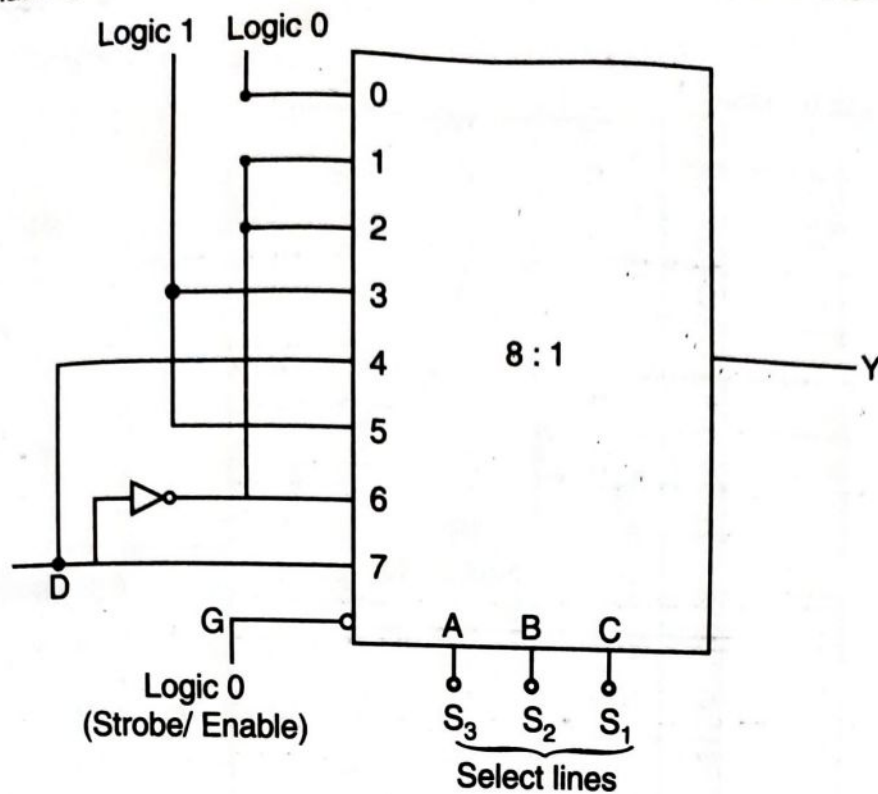 Logic 1 Logic 0
0
1
2
3
4
8 : 1
Y
5
6
7
D
G
A B C
Logic 0
(Strobe/ Enable)
S₃ S₂ S₁
Select lines